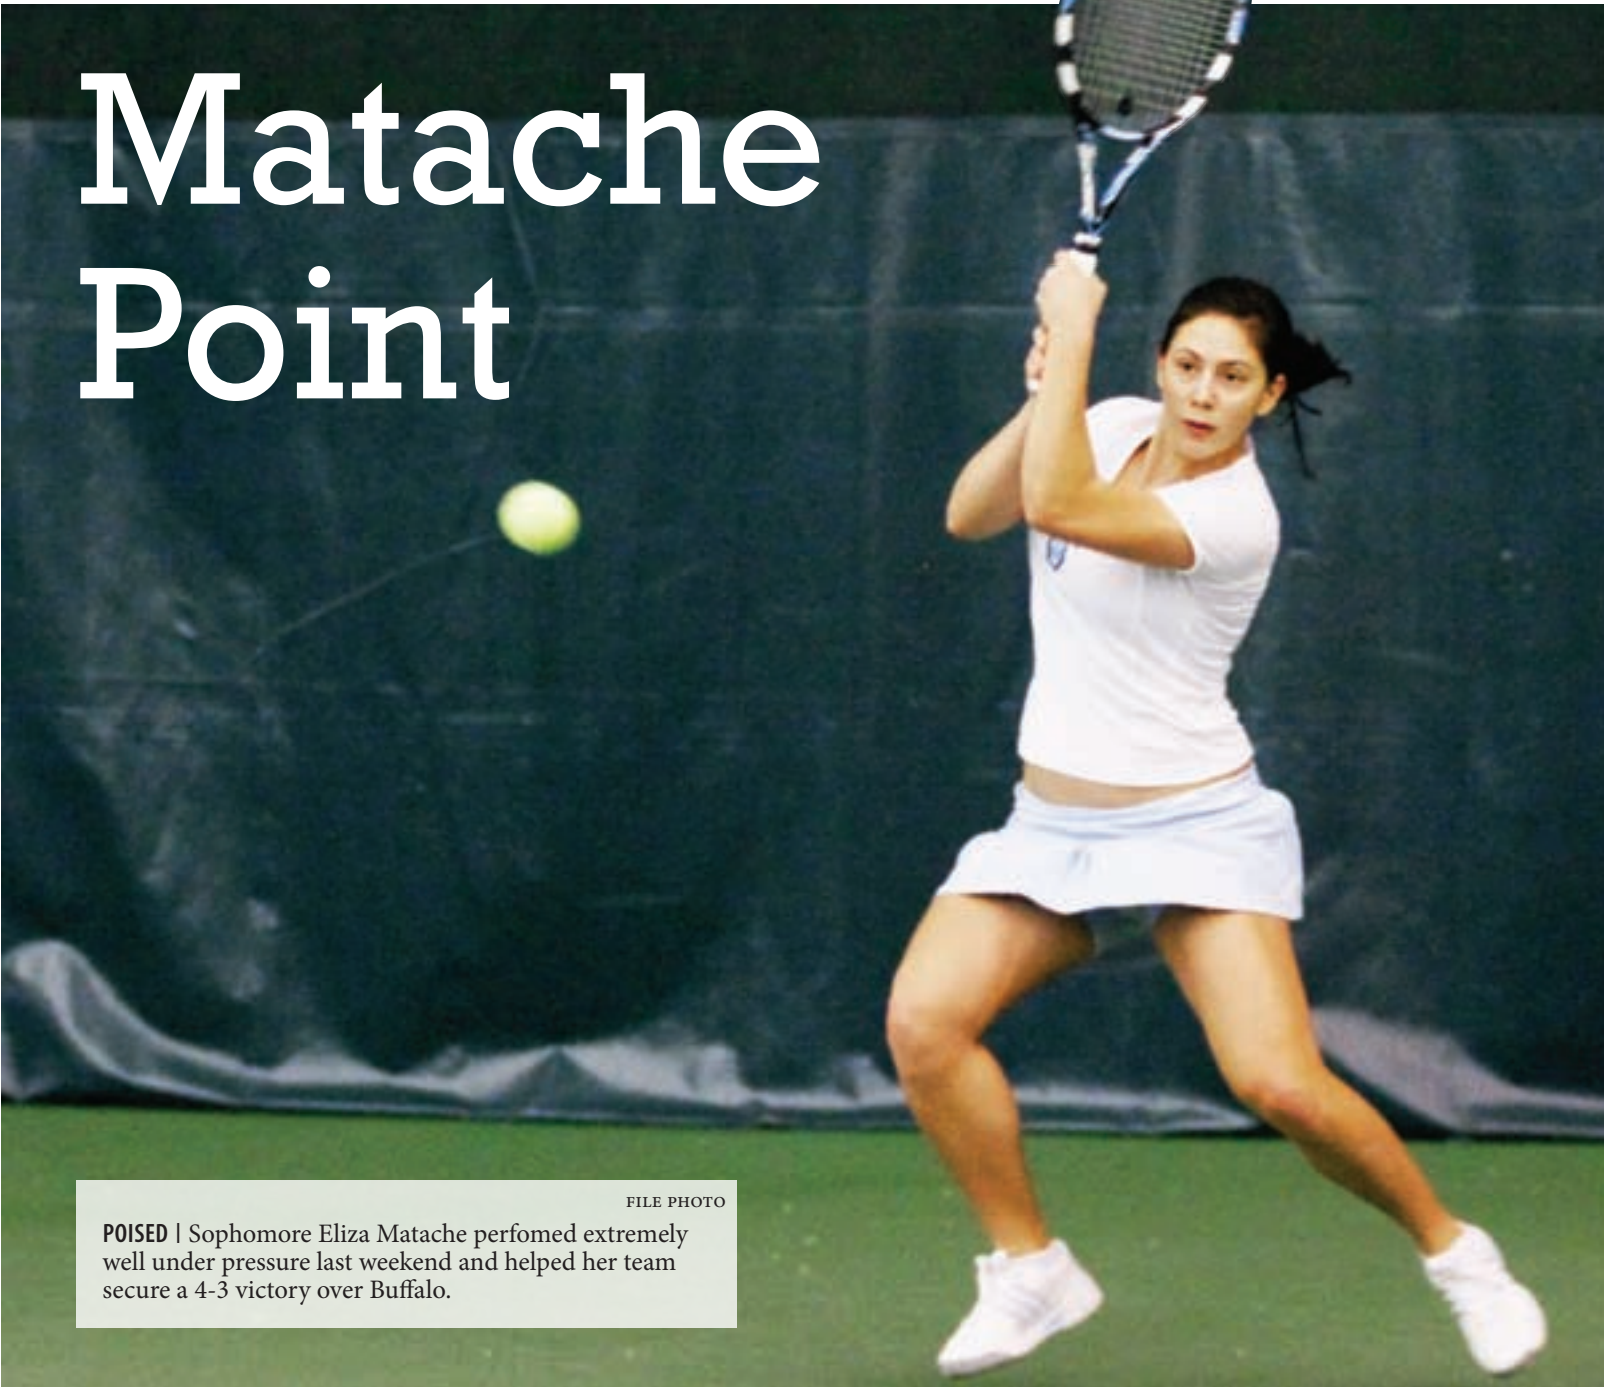 Matache
Point
FILE PHOTO
POISED | Sophomore Eliza Matache perfomed extremely
well under pressure last weekend and helped her team
secure a 4-3 victory over Buffalo.